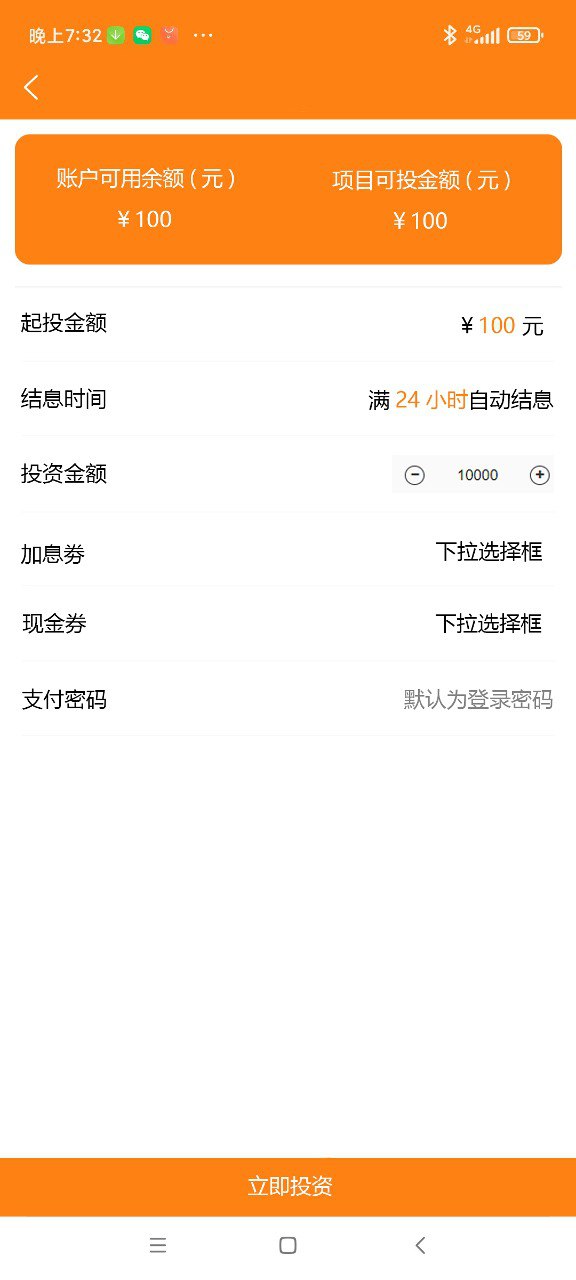 晚上7:32 ··· 4G 59
账户可用余额(元) 项目可投金额(元)
¥100 ¥100
起投金额 ¥100 元
结息时间 满 24 小时自动结息
投资金额 10000
加息劵 下拉选择框
现金券 下拉选择框
支付密码 默认为登录密码
立即投资